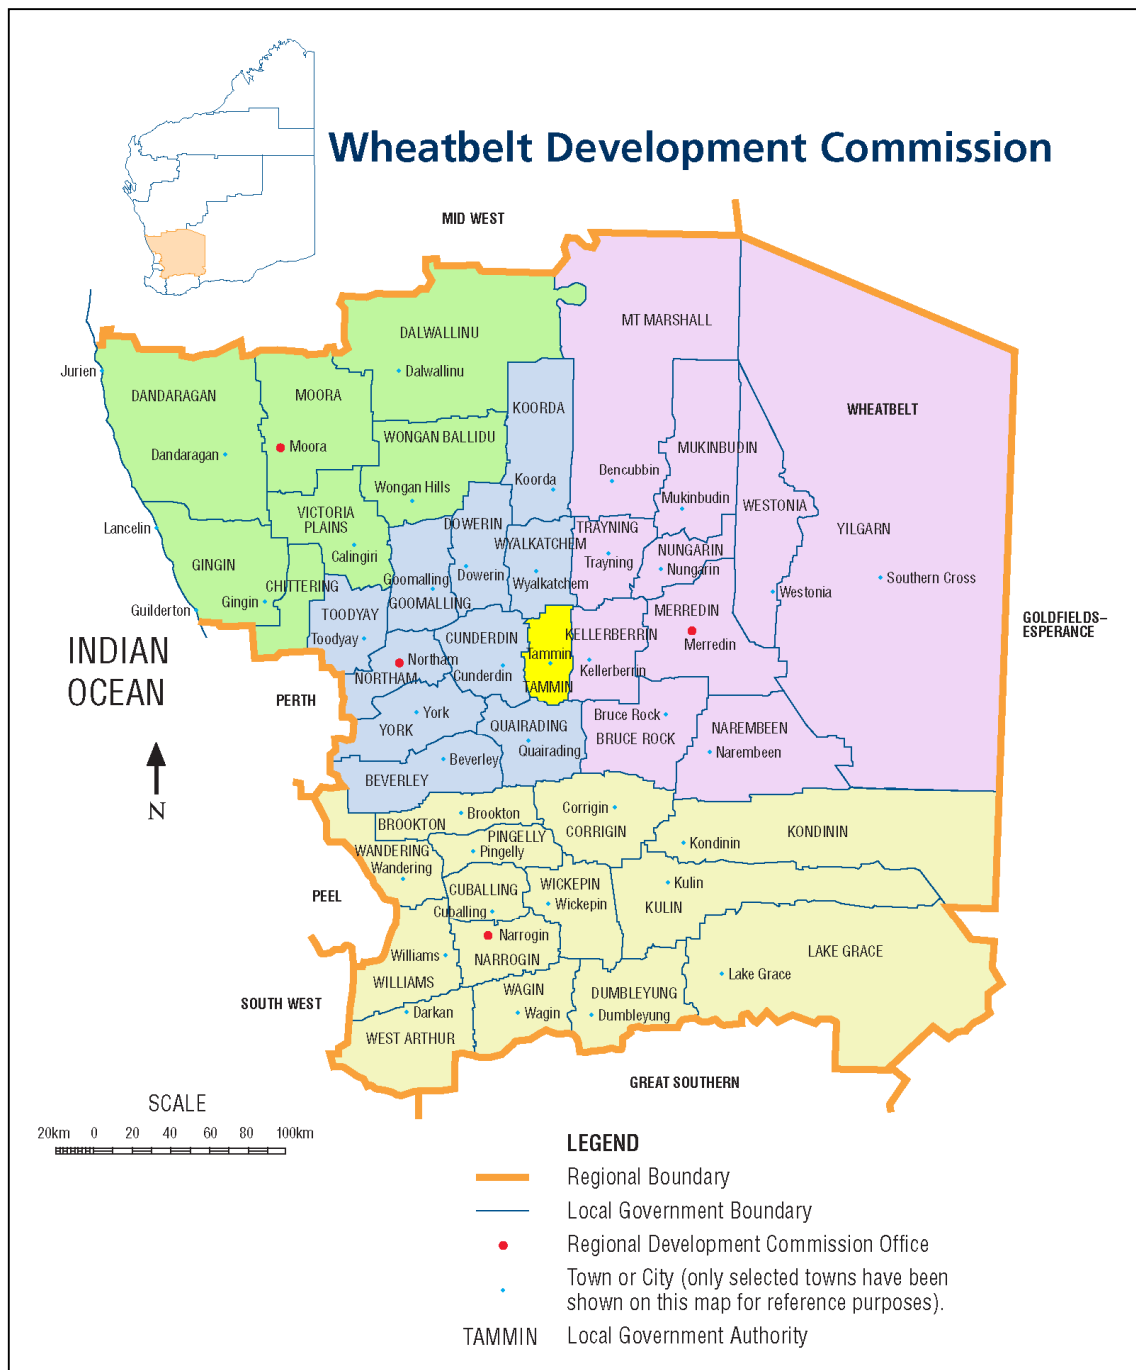 Wheatbelt Development Commission
MID WEST
MT MARSHALL
DALWALLINU
Jurien
Dalwallinu
DANDARAGAN
MOORA
KOORDA
WHEATBELT
WONGAN BALLIDU
Moora
MUKINBUDIN
Dandaragan
Koorda
Dencubbin
Wongan Hills
Mukinbudin
WESTONIA
VICTORIA
PLAINS
Lancelin
DOWERIN
TRAYNING
YILGARN
WYALKATCHEM
NUNGARIN
Calingiri
GINGIN
Trayning
Nungarin
Dowerin
Goomalling
Wyalkatchem
Southern Cross
CHITTERING
Westonia
Gingin
GOOMALLING
Guilderton
TOODYAY
MERREDIN
Toodyay
CUNDERDIN
KELLERBERRIN
Merredin
GOLDFIELDS–
ESPERANCE
INDIAN
OCEAN
Tammin
Northam
Kellerberrin
NORTHAM
Cunderdin
TAMMIN
PERTH
York
Bruce Rock
YORK
QUAIRADING
NAREMBEEN
BRUCE ROCK
Quairading
Narembeen
Beverley
BEVERLEY
N
Brookton
Corrigin
BROOKTON
PINGELLY
CORRIGIN
KONDININ
Kondinin
WANDERING
Pingelly
Wandering
CUBALLING
WICKEPIN
Kulin
PEEL
Wickepin
KULIN
Cuballing
Narrogin
Williams
NARROGIN
LAKE GRACE
Lake Grace
WILLIAMS
WAGIN
DUMBLEYUNG
SOUTH WEST
Darkan
Wagin
Dumbleyung
WEST ARTHUR
GREAT SOUTHERN
SCALE
20km 0 20 40 60 80 100km
LEGEND
Regional Boundary
Local Government Boundary
Regional Development Commission Office
Town or City (only selected towns have been
shown on this map for reference purposes).
TAMMIN Local Government Authority